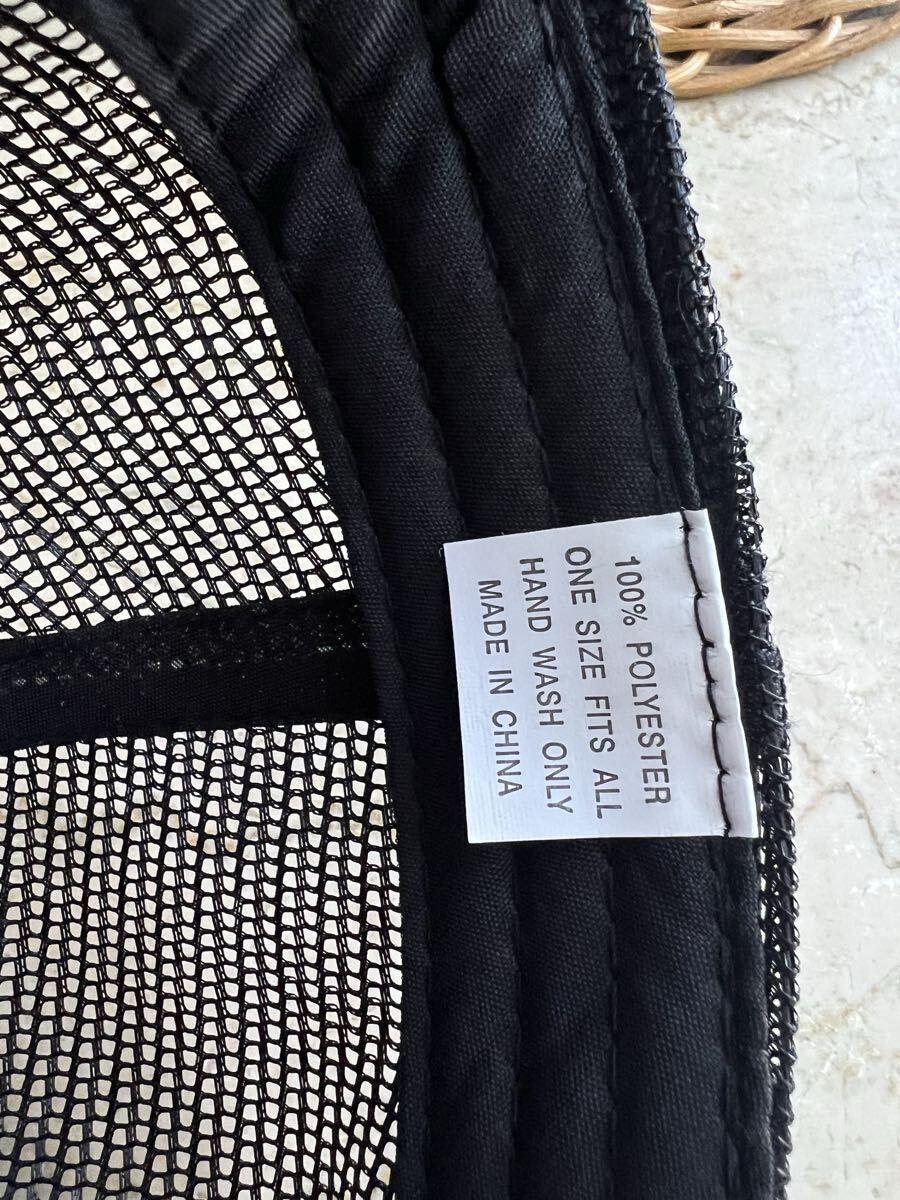 100% POLYESTER
ONE SIZE FITS ALL
HAND WASH ONLY
MADE IN CHINA